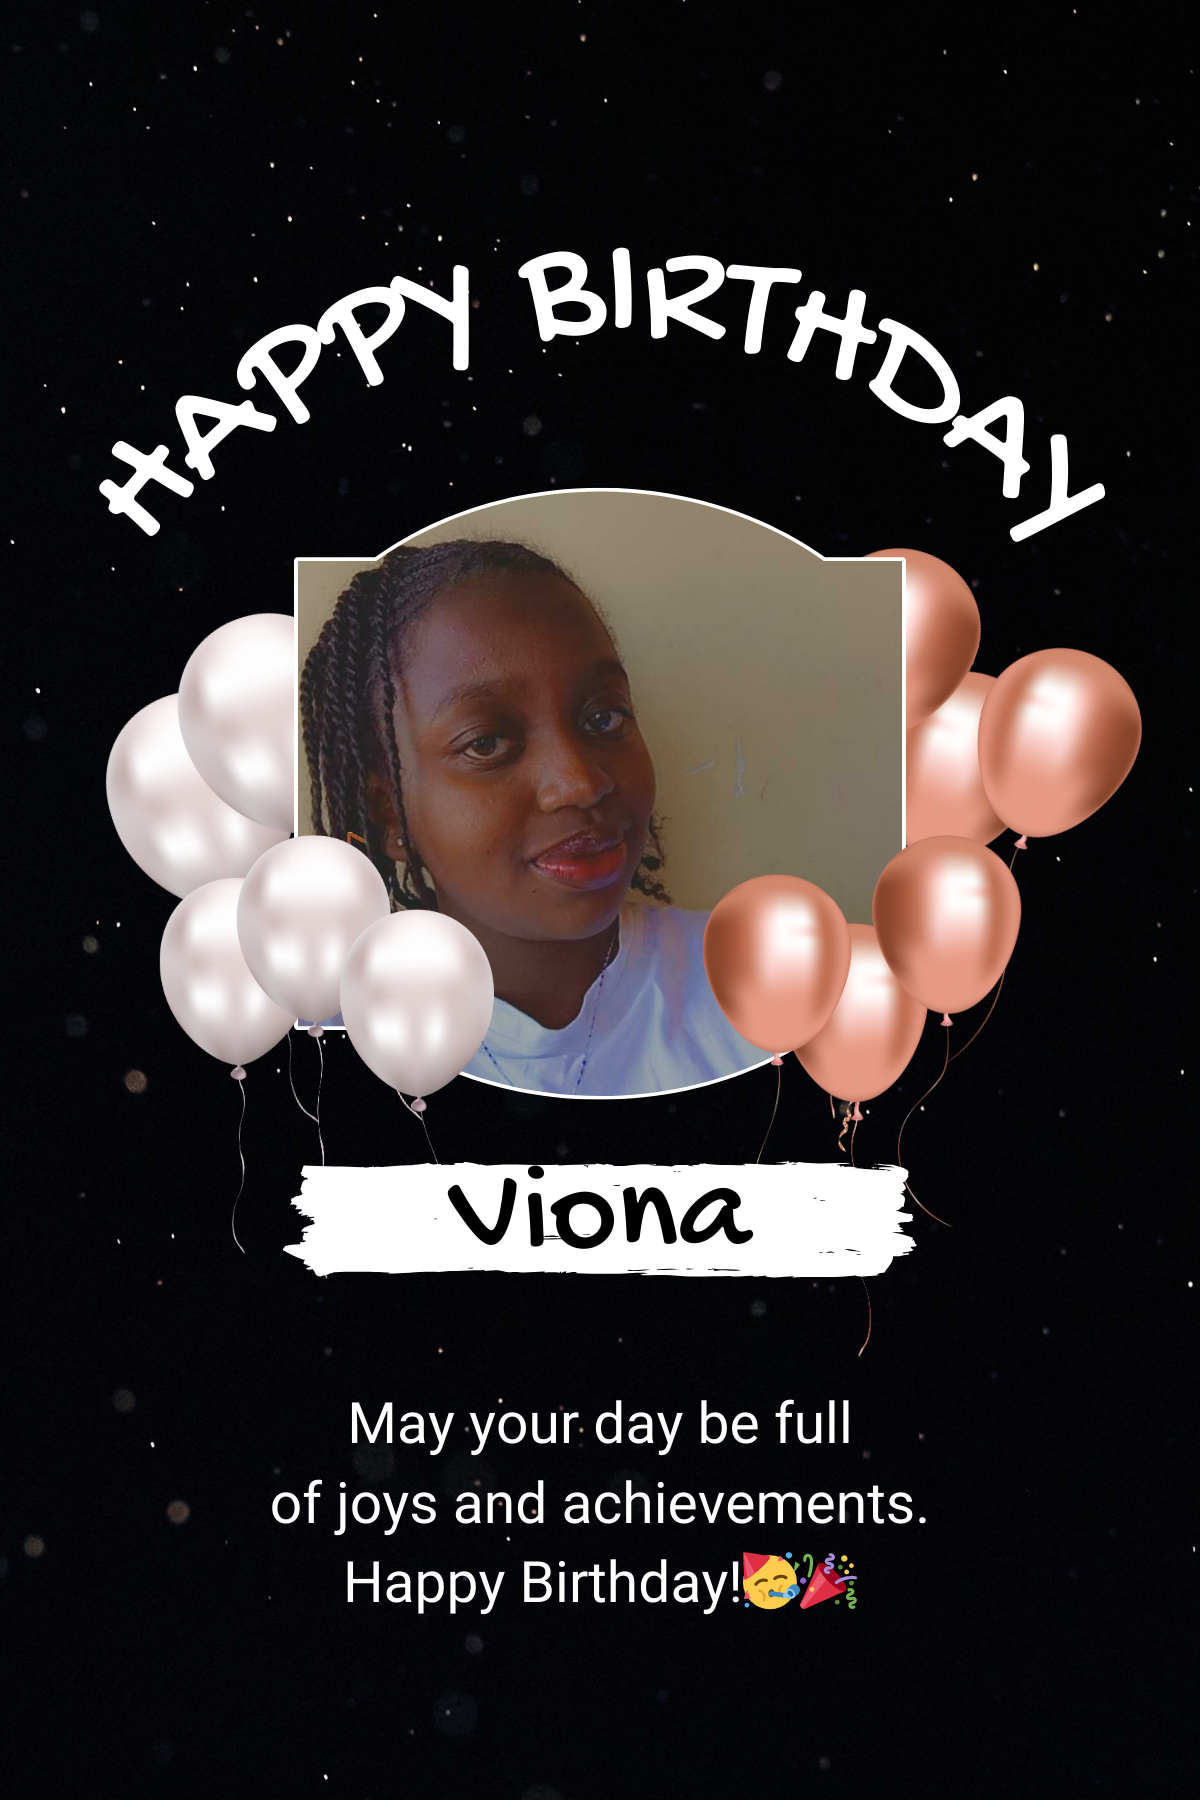 HAPPY BIRTHDAY
Viona
May your day be full
of joys and achievements.
Happy Birthday!🥳🎉